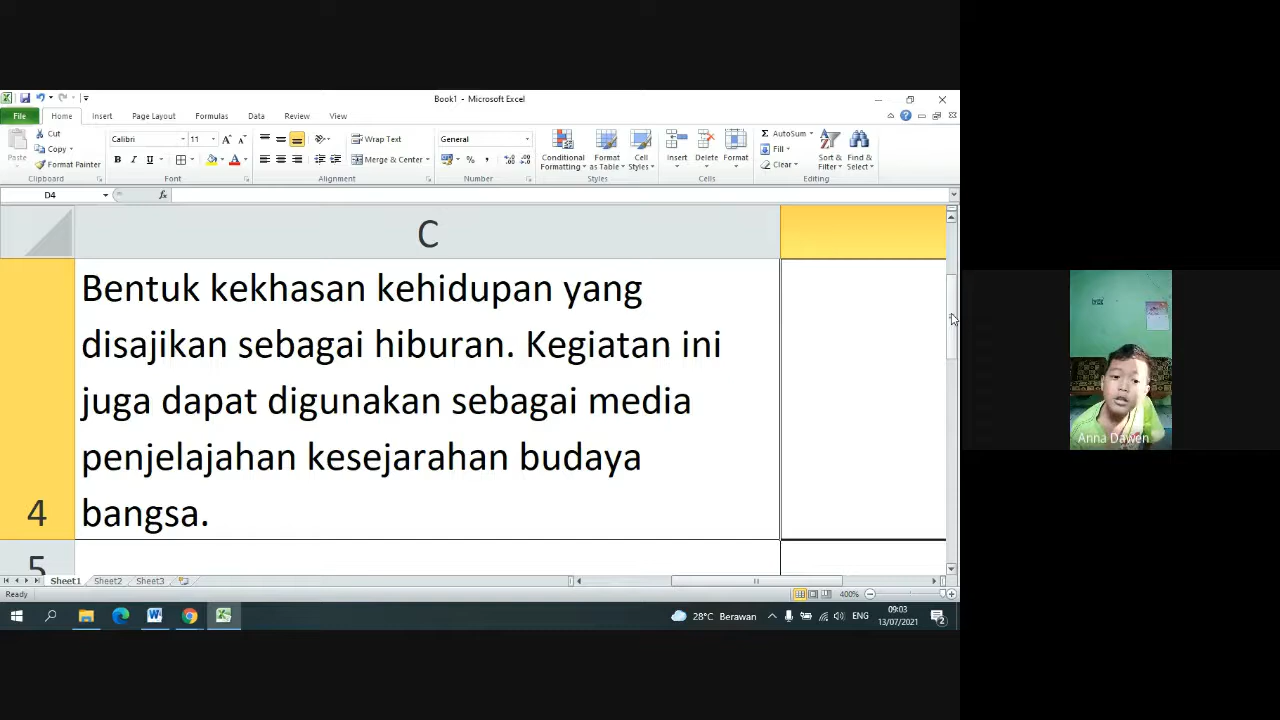 Book1 - Microsoft Excel
File Home Insert Page Layout Formulas Data Review View
Cut
Copy
Format Painter
Paste
Clipboard
Calibri 11
B I U
Font
Wrap Text
Merge & Center
Alignment
General
% ,
Number
Conditional Formatting
Format as Table
Cell Styles
Styles
Insert Delete Format
Cells
AutoSum
Fill
Clear
Sort & Filter
Find & Select
Editing
D4 fx
C
Bentuk kekhasan kehidupan yang
disajikan sebagai hiburan. Kegiatan ini
juga dapat digunakan sebagai media
penjelajahan kesejarahan budaya
4 bangsa.
5
Sheet1 Sheet2 Sheet3
Ready 400%
28°C Berawan ENG 09:03
13/07/2021 2
Anna Dawen